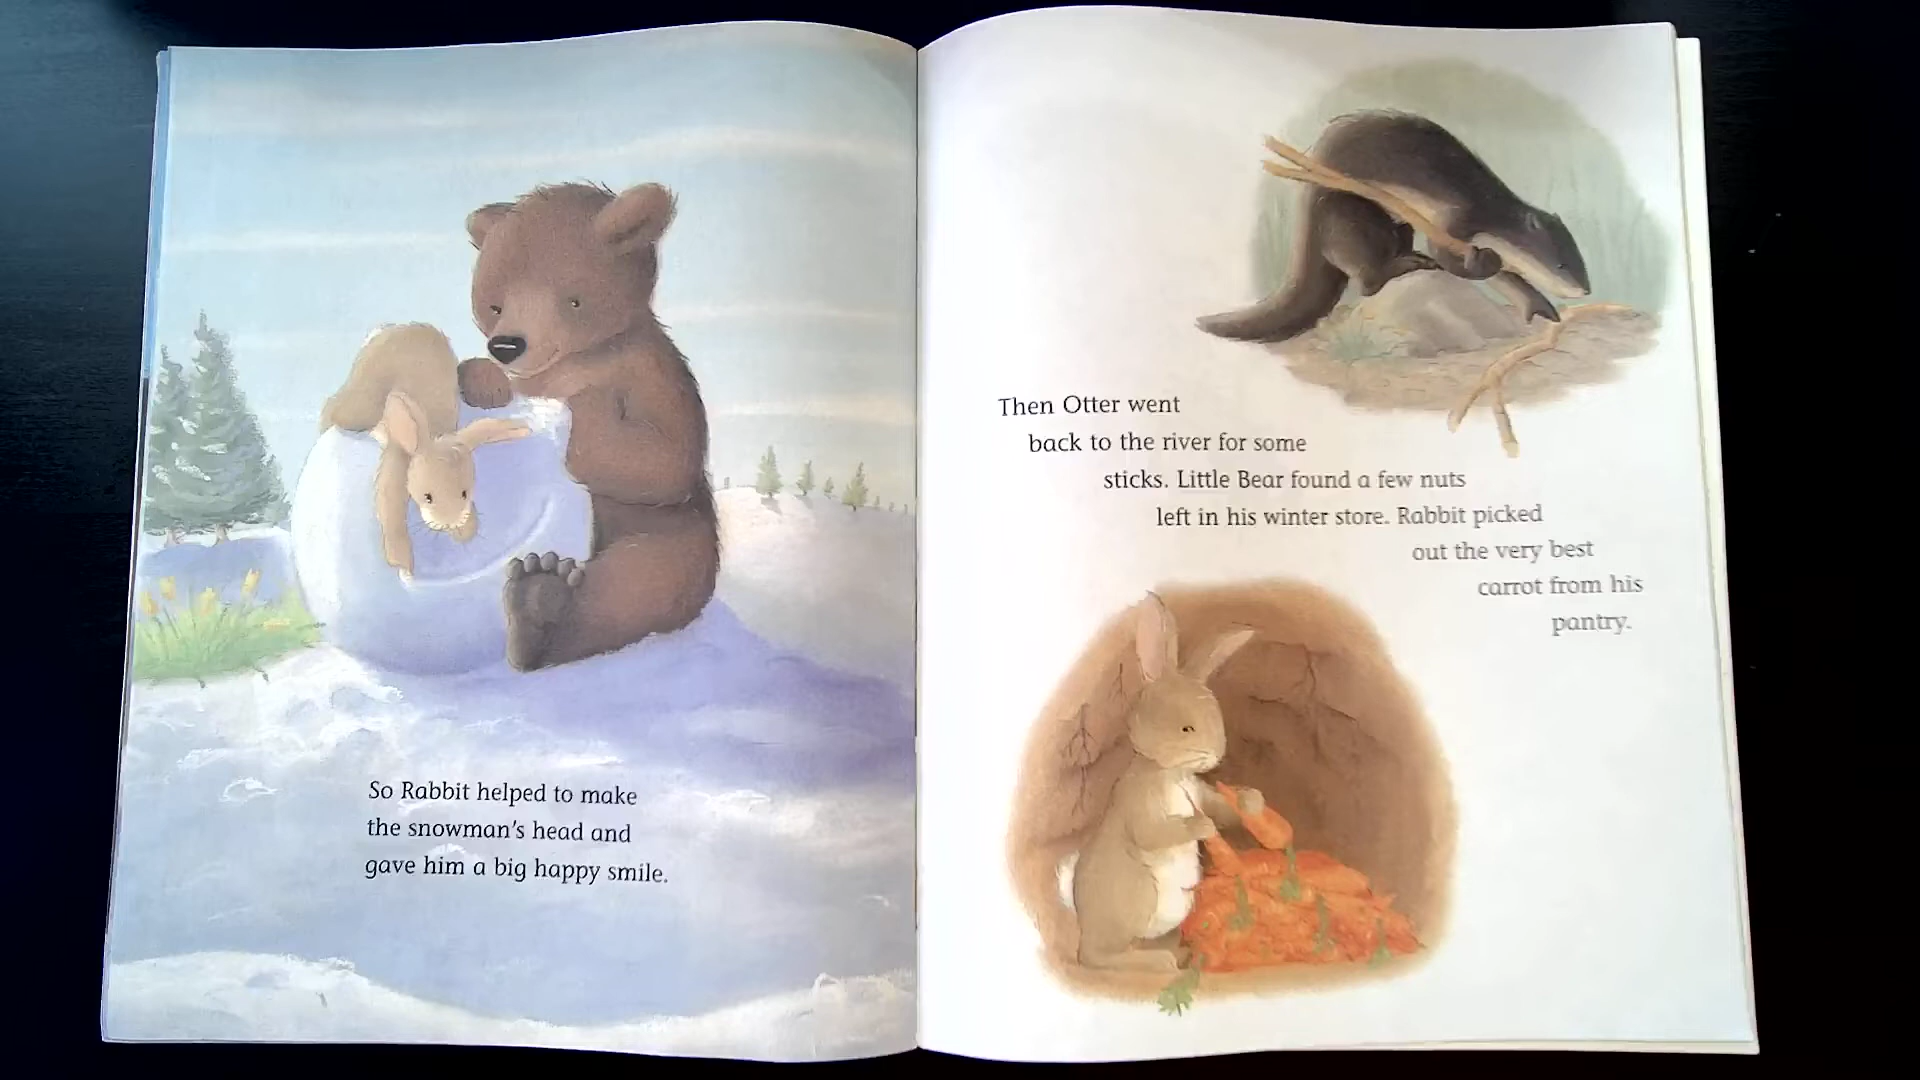 So Rabbit helped to make
the snowman's head and
gave him a big happy smile.
Then Otter went
back to the river for some
sticks. Little Bear found a few nuts
left in his winter store. Rabbit picked
out the very best
carrot from his
pantry.